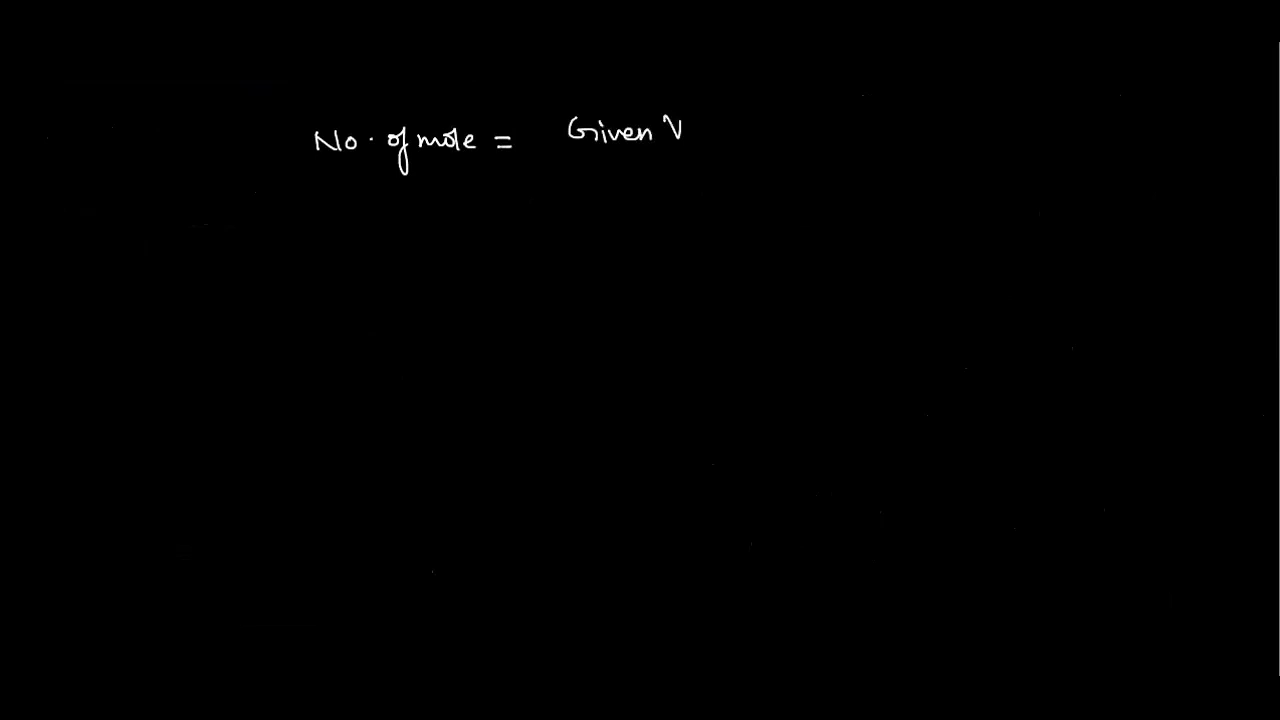 No. of mole = Given V